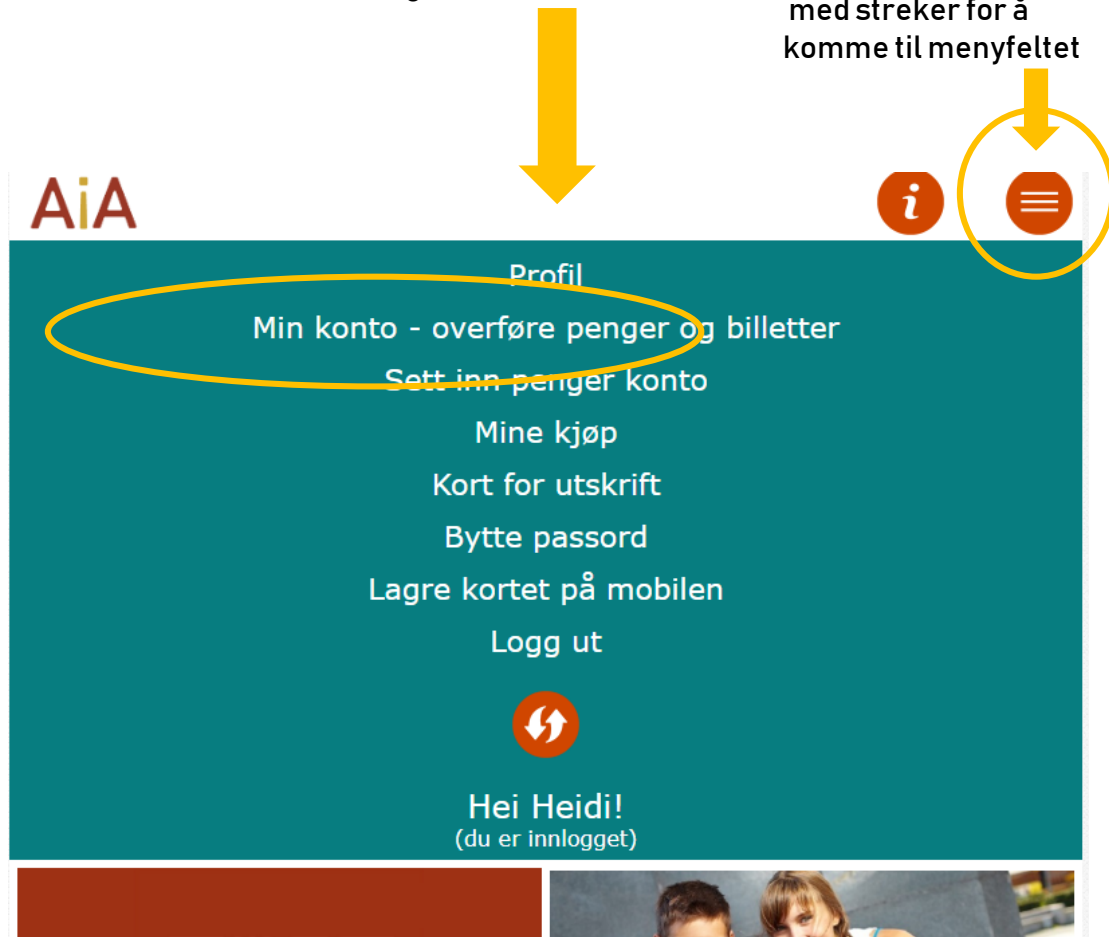 med streker for å
komme til menyfeltet
AiA
i
Profil
Min konto - overføre penger og billetter
Sett inn penger konto
Mine kjøp
Kort for utskrift
Bytte passord
Lagre kortet på mobilen
Logg ut
Hei Heidi!
(du er innlogget)